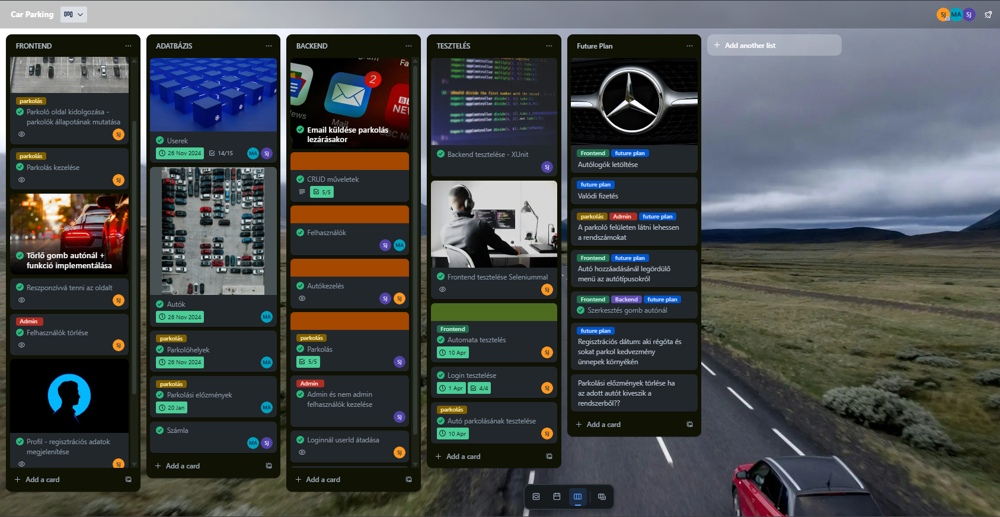 Car Parking
SJ
MA
SJ
FRONTEND
parkolás
Parkoló oldal kidolgozása -
parkolók állapotának mutatása
SJ
parkolás
Parkolás kezelése
SJ
Törlő gomb autónál +
funkció implementálása
Reszponzívvá tenni az oldalt
SJ
Admin
Felhasználók törlése
SJ
Profil - regisztrációs adatok
megjelenítése
SJ
Add a card
ADATBÁZIS
Userek
26 Nov 2024
14/15
MA
SJ
Autók
26 Nov 2024
MA
parkolás
Parkolóhelyek
26 Nov 2024
MA
parkolás
Parkolási előzmények
20 Jan
MA
Számla
MA
SJ
Add a card
BACKEND
Fa
2
ews
Mail
NEW
BBC Ne
Email küldése parkolás
lezárásakor
CRUD műveletek
5/5
Felhasználók
SJ
MA
Autókezelés
SJ
SJ
parkolás
Parkolás
5/5
SJ
Admin
Admin és nem admin
felhasználók kezelése
SJ
Loginnál userId átadása
SJ
Add a card
TESZTELÉS
Backend tesztelése - XUnit
SJ
Frontend tesztelése Seleniummal
SJ
Frontend
Automata tesztelés
10 Apr
SJ
Login tesztelése
1 Apr
4/4
SJ
parkolás
Autó parkolásának tesztelése
10 Apr
SJ
Add a card
Future Plan
Frontend
future plan
Autólogók letöltése
future plan
Valódi fizetés
parkolás
Admin
future plan
A parkoló felületen látni lehessen
a rendszámokat
Frontend
future plan
Autó hozzáadásánál legördülő
menü az autótípusokról
Frontend
Backend
future plan
Szerkesztés gomb autónál
future plan
Regisztrációs dátum: aki régóta és
sokat parkol kedvezmény
ünnepek környékén
Parkolási előzmények törlése ha
az adott autót kiveszik a
rendszerből??
Add a card
Add another list